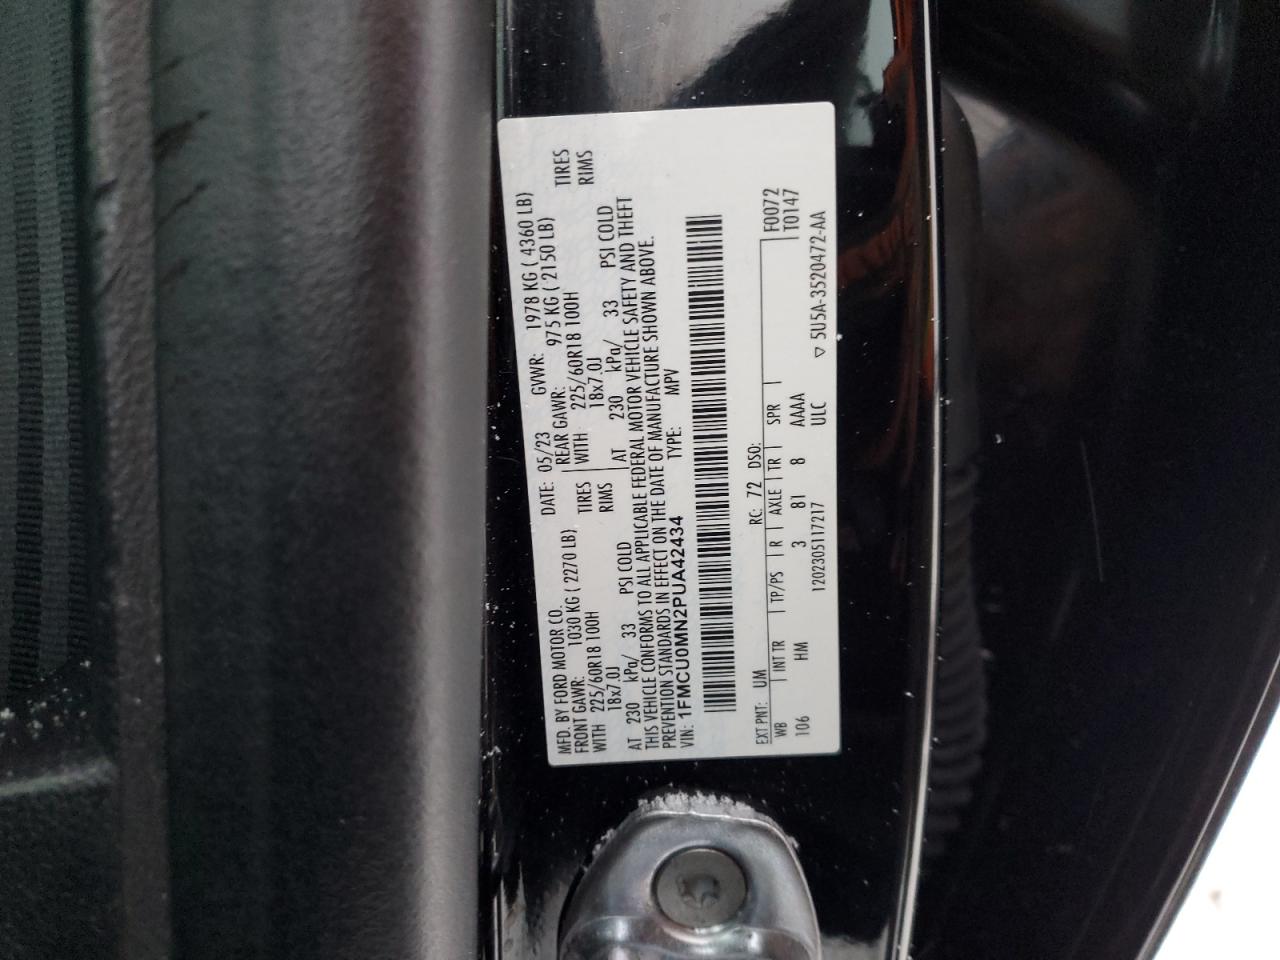 MFD. BY FORD MOTOR CO.
DATE: 05/23 GVWR: 1978 KG ( 4360 LB)
FRONT GAWR: 1030 KG ( 2270 LB) REAR GAWR: 975 KG ( 2150 LB)
WITH 225/60R18 100H TIRES WITH 225/60R18 100H TIRES
18x7.0J RIMS 18x7.0J RIMS
AT 230 kPa/ 33 PSI COLD AT 230 kPa/ 33 PSI COLD
THIS VEHICLE CONFORMS TO ALL APPLICABLE FEDERAL MOTOR VEHICLE SAFETY AND THEFT
PREVENTION STANDARDS IN EFFECT ON THE DATE OF MANUFACTURE SHOWN ABOVE.
VIN: 1FMCU0MN2PUA42434 TYPE: MPV
EXT PNT: UM RC: 72 DSO: F0072
WB INT TR TP/PS R AXLE TR SPR T0147
106 HM 3 81 8 AAAA
1202305117217 ULC ▽ 5U5A-3520472-AA